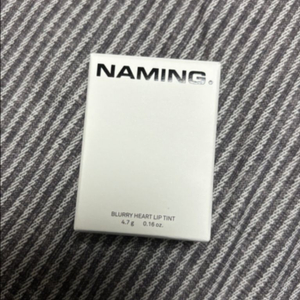 NAMING.
BLURRY HEART LIP TINT
4.7 g 0.16 oz.